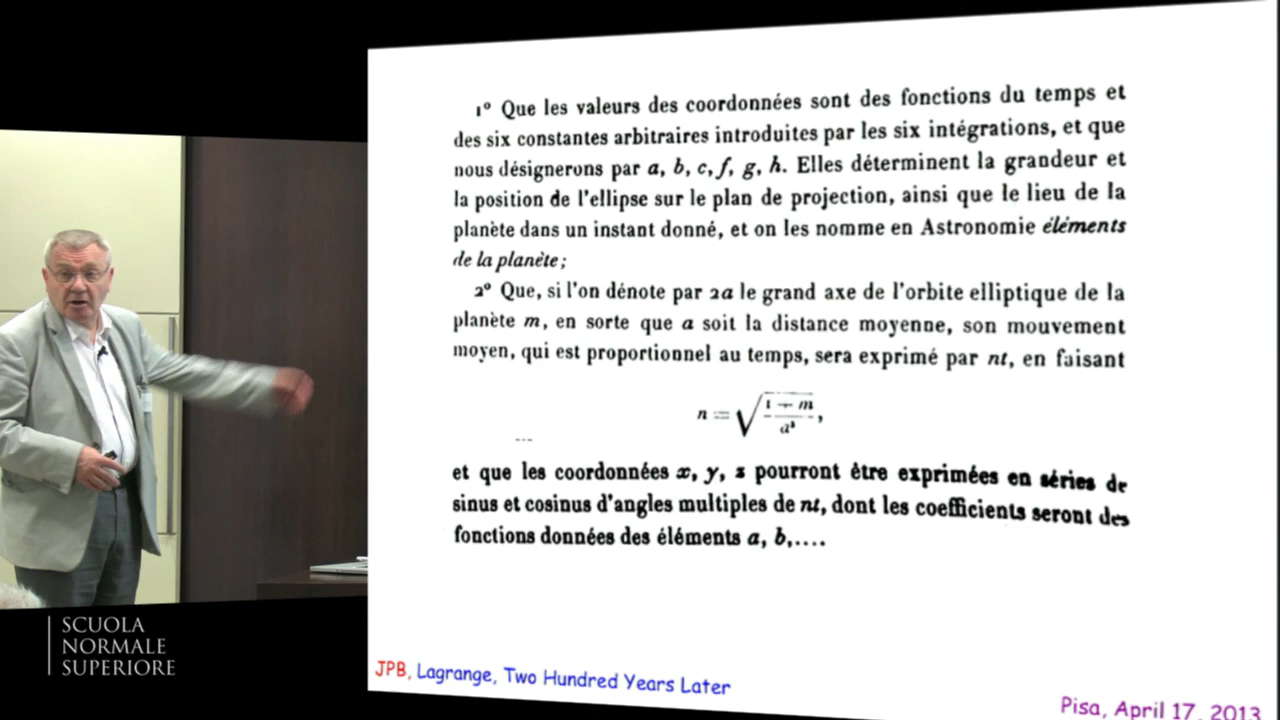 1º Que les valeurs des coordonnées sont des fonctions du temps et
des six constantes arbitraires introduites par les six intégrations, et que
nous désignerons par a, b, c, f, g, h. Elles déterminent la grandeur et
la position de l'ellipse sur le plan de projection, ainsi que le lieu de la
planète dans un instant donné, et on les nomme en Astronomie éléments
de la planète;
2º Que, si l'on dénote par 2a le grand axe de l'orbite elliptique de la
planète m, en sorte que a soit la distance moyenne, son mouvement
moyen, qui est proportionnel au temps, sera exprimé par nt, en faisant
n = √((1 + m)/a³),
...
et que les coordonnées x, y, z pourront être exprimées en séries de
sinus et cosinus d'angles multiples de nt, dont les coefficients seront des
fonctions données des éléments a, b,....
JPB, Lagrange, Two Hundred Years Later
Pisa, April 17, 2013
SCUOLA
NORMALE
SUPERIORE